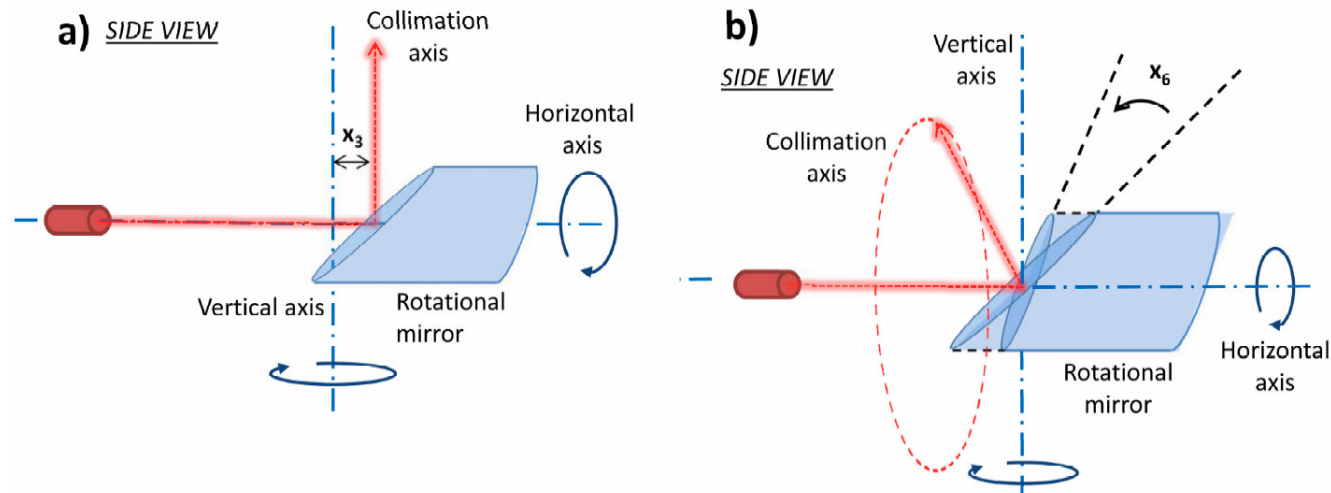 a) SIDE VIEW
Collimation
axis
x₃
Horizontal
axis
Vertical axis
Rotational
mirror
b)
SIDE VIEW
Vertical
axis
x₆
Collimation
axis
Rotational
mirror
Horizontal
axis